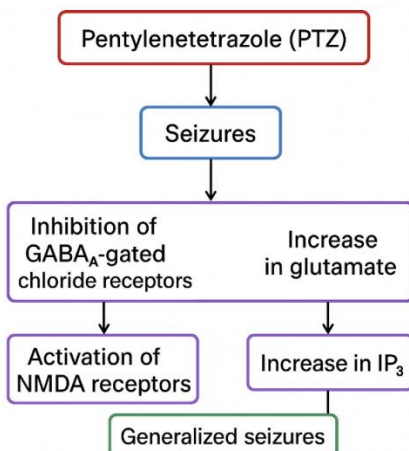 Pentylenetetrazole (PTZ)
Seizures
Inhibition of
GABAA-gated
chloride receptors
Increase
in glutamate
Activation of
NMDA receptors
Increase in IP3
Generalized seizures